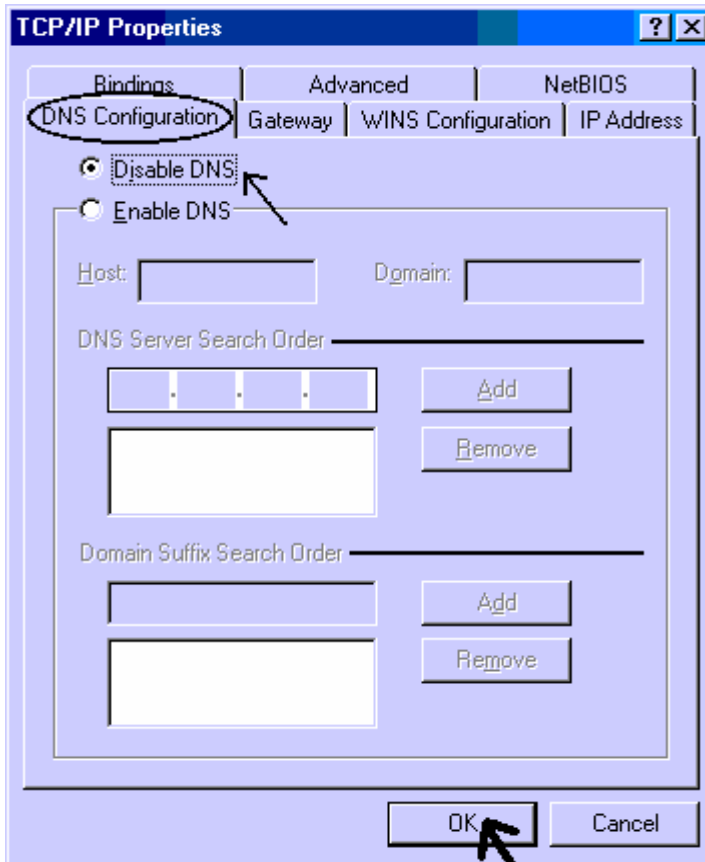 TCP/IP Properties
Bindings Advanced NetBIOS
DNS Configuration Gateway WINS Configuration IP Address
Disable DNS
Enable DNS
Host: Domain:
DNS Server Search Order
. . . Add
Remove
Domain Suffix Search Order
Add
Remove
OK Cancel